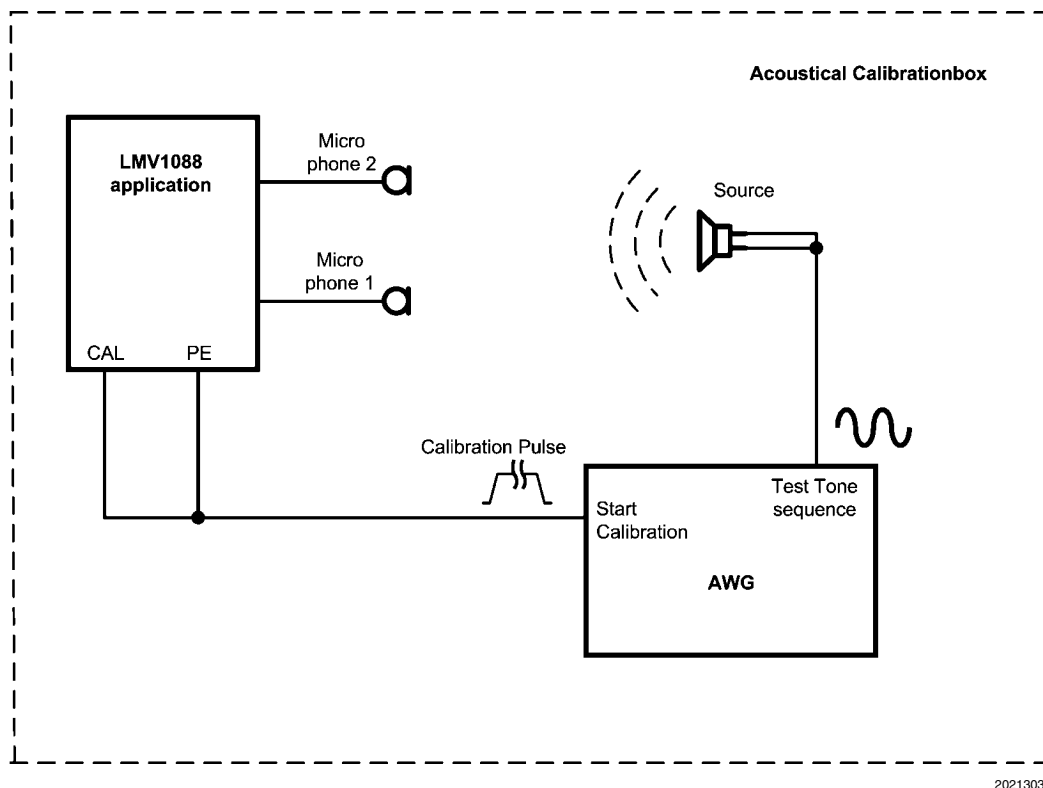 Acoustical Calibrationbox
LMV1088
application
Micro
phone 2
Micro
phone 1
CAL PE
Source
Calibration Pulse
Start
Calibration
Test Tone
sequence
AWG
2021303